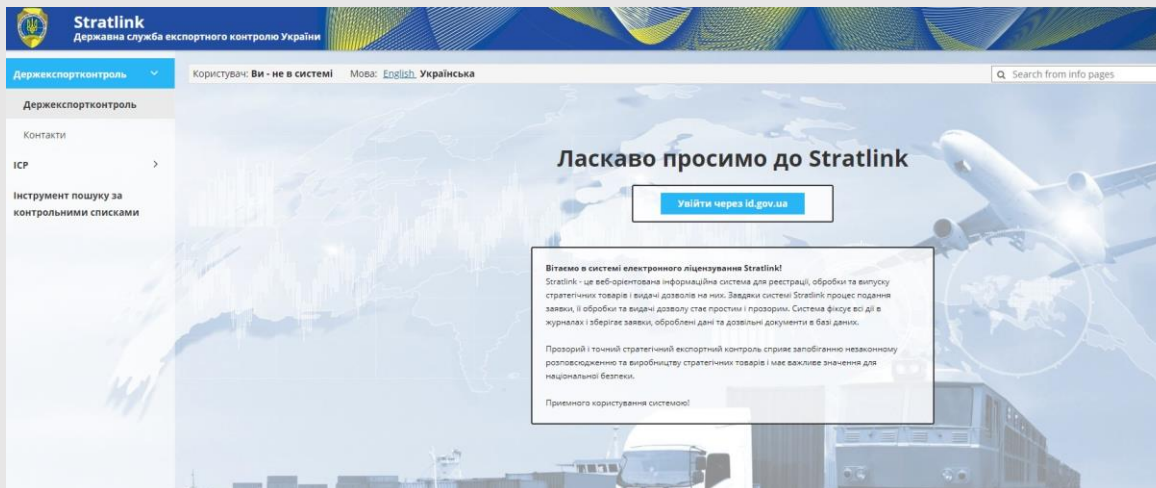 Stratlink
Державна служба експортного контролю України
Держекспортконтроль
Користувач: Ви - не в системі Мова: English Українська
Search from info pages
Держекспортконтроль
Контакти
ICP
Інструмент пошуку за
контрольними списками
Ласкаво просимо до Stratlink
Увійти через id.gov.ua
Вітаємо в системі електронного ліцензування Stratlink!
Stratlink - це веб-орієнтована інформаційна система для реєстрації, обробки та випуску
стратегічних товарів і видачі дозволів на них. Завдяки системі Stratlink процес подання
заявки, її обробки та видачі дозволу стає простим і прозорим. Система фіксує всі дії в
журналах і зберігає заявки, оброблені дані та дозвільні документи в базі даних.
Прозорий і точний стратегічний експортний контроль сприяє запобіганню незаконному
розповсюдженню та виробництву стратегічних товарів і має важливе значення для
національної безпеки.
Приємного користування системою!